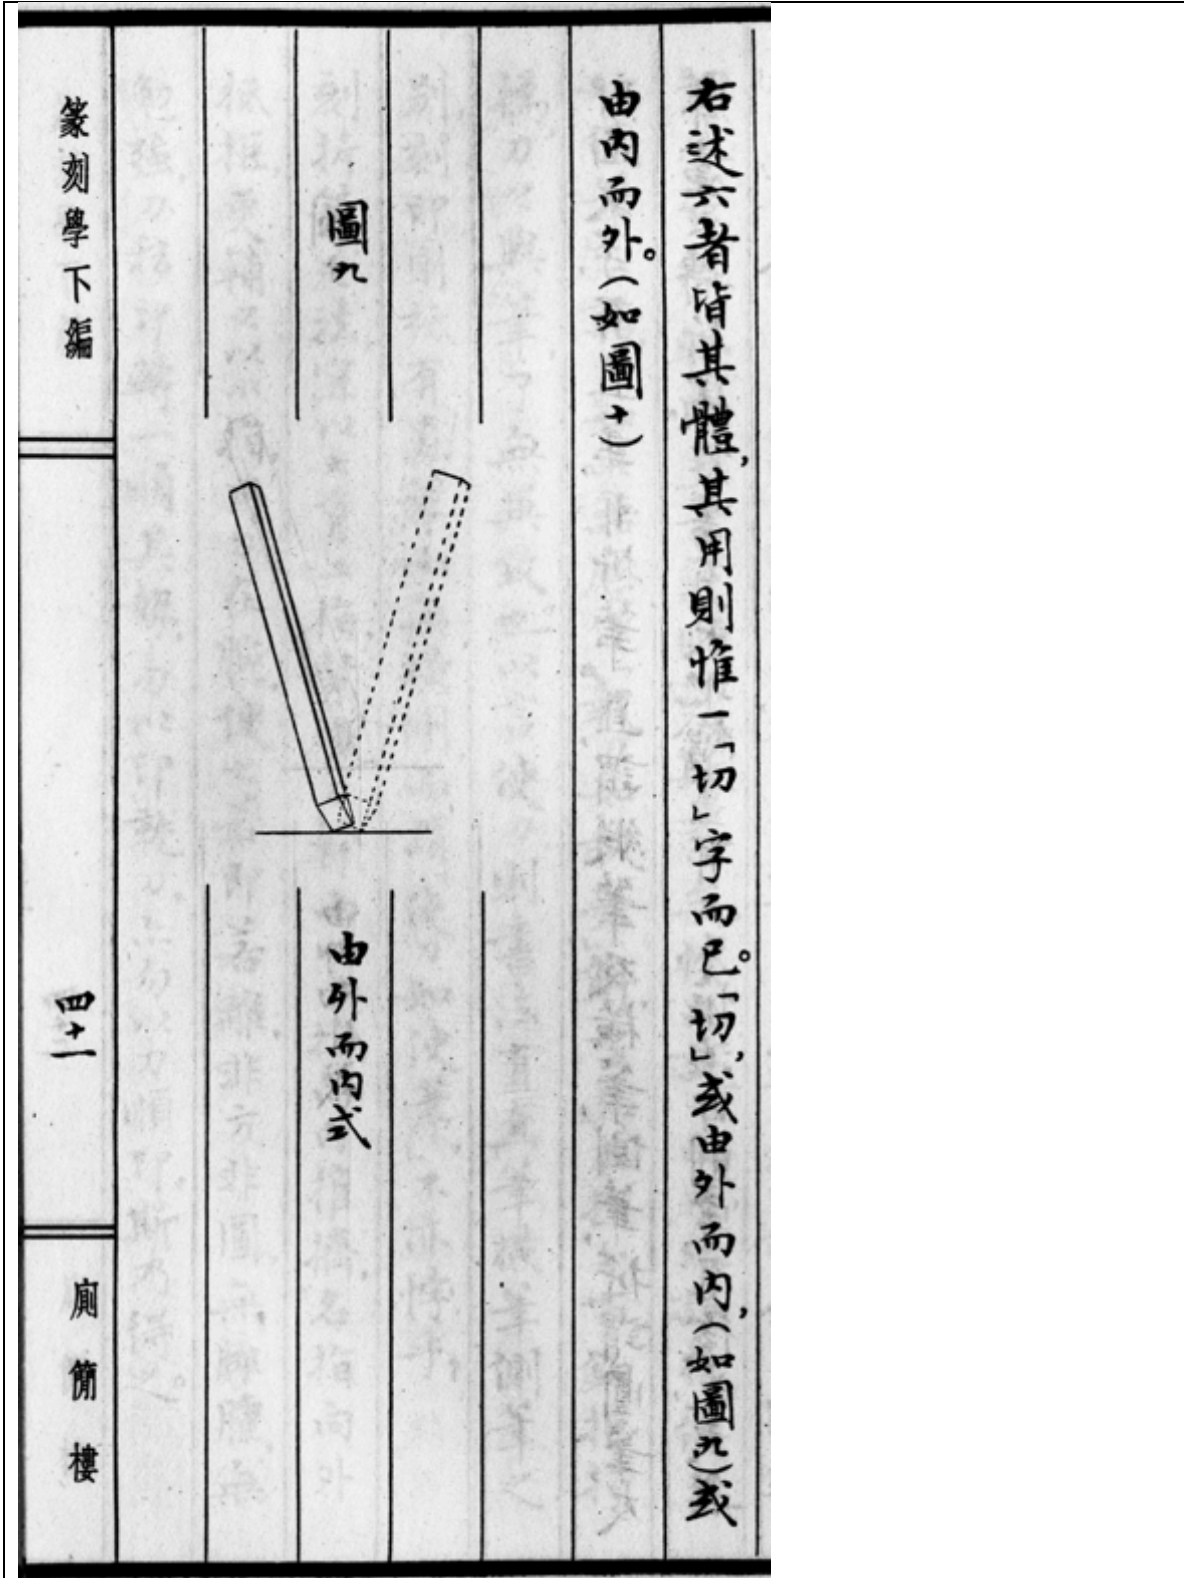 右述六者皆其體，其用則惟一「切」字而已。「切」，或由外而內，（如圖九）或
由內而外。（如圖十）
圖九
由外而內式
篆刻學下編
四十一
廁簡樓